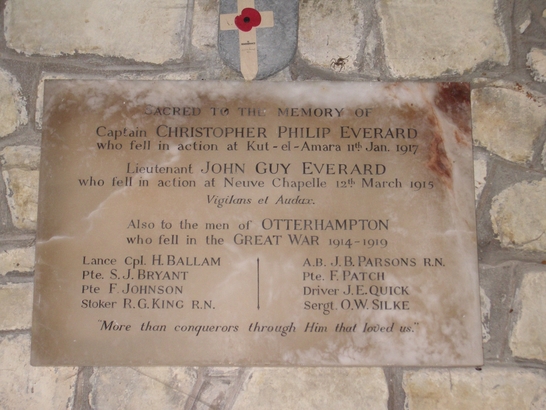 SACRED TO THE MEMORY OF
Captain CHRISTOPHER PHILIP EVERARD
who fell in action at Kut-el-Amara 11th Jan. 1917
Lieutenant JOHN GUY EVERARD
who fell in action at Neuve Chapelle 12th March 1915
Vigilans et Audax.
Also to the men of OTTERHAMPTON
who fell in the GREAT WAR 1914-1919
Lance Cpl. H. BALLAM
Pte. S. J. BRYANT
Pte F. JOHNSON
Stoker R. G. KING R.N.
A.B. J. B. PARSONS R.N.
Pte. F. PATCH
Driver J. E. QUICK
Sergt. O. W. SILKE
"More than conquerors through Him that loved us."